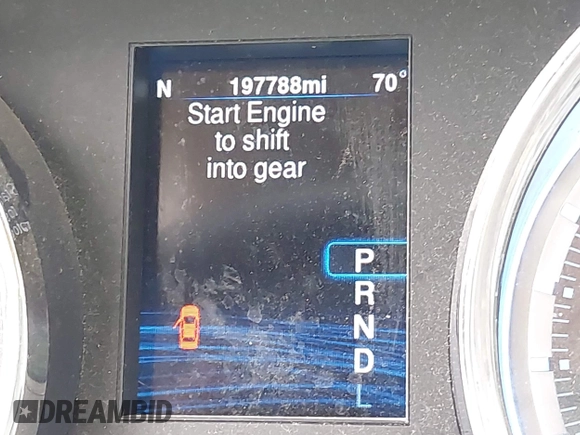 N 197788mi 70°
Start Engine
to shift
into gear
P
R
N
D
L
DREAMBID